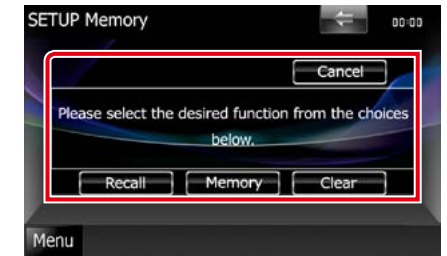 SETUP Memory 00:00
Cancel
Please select the desired function from the choices
below.
Recall Memory Clear
Menu